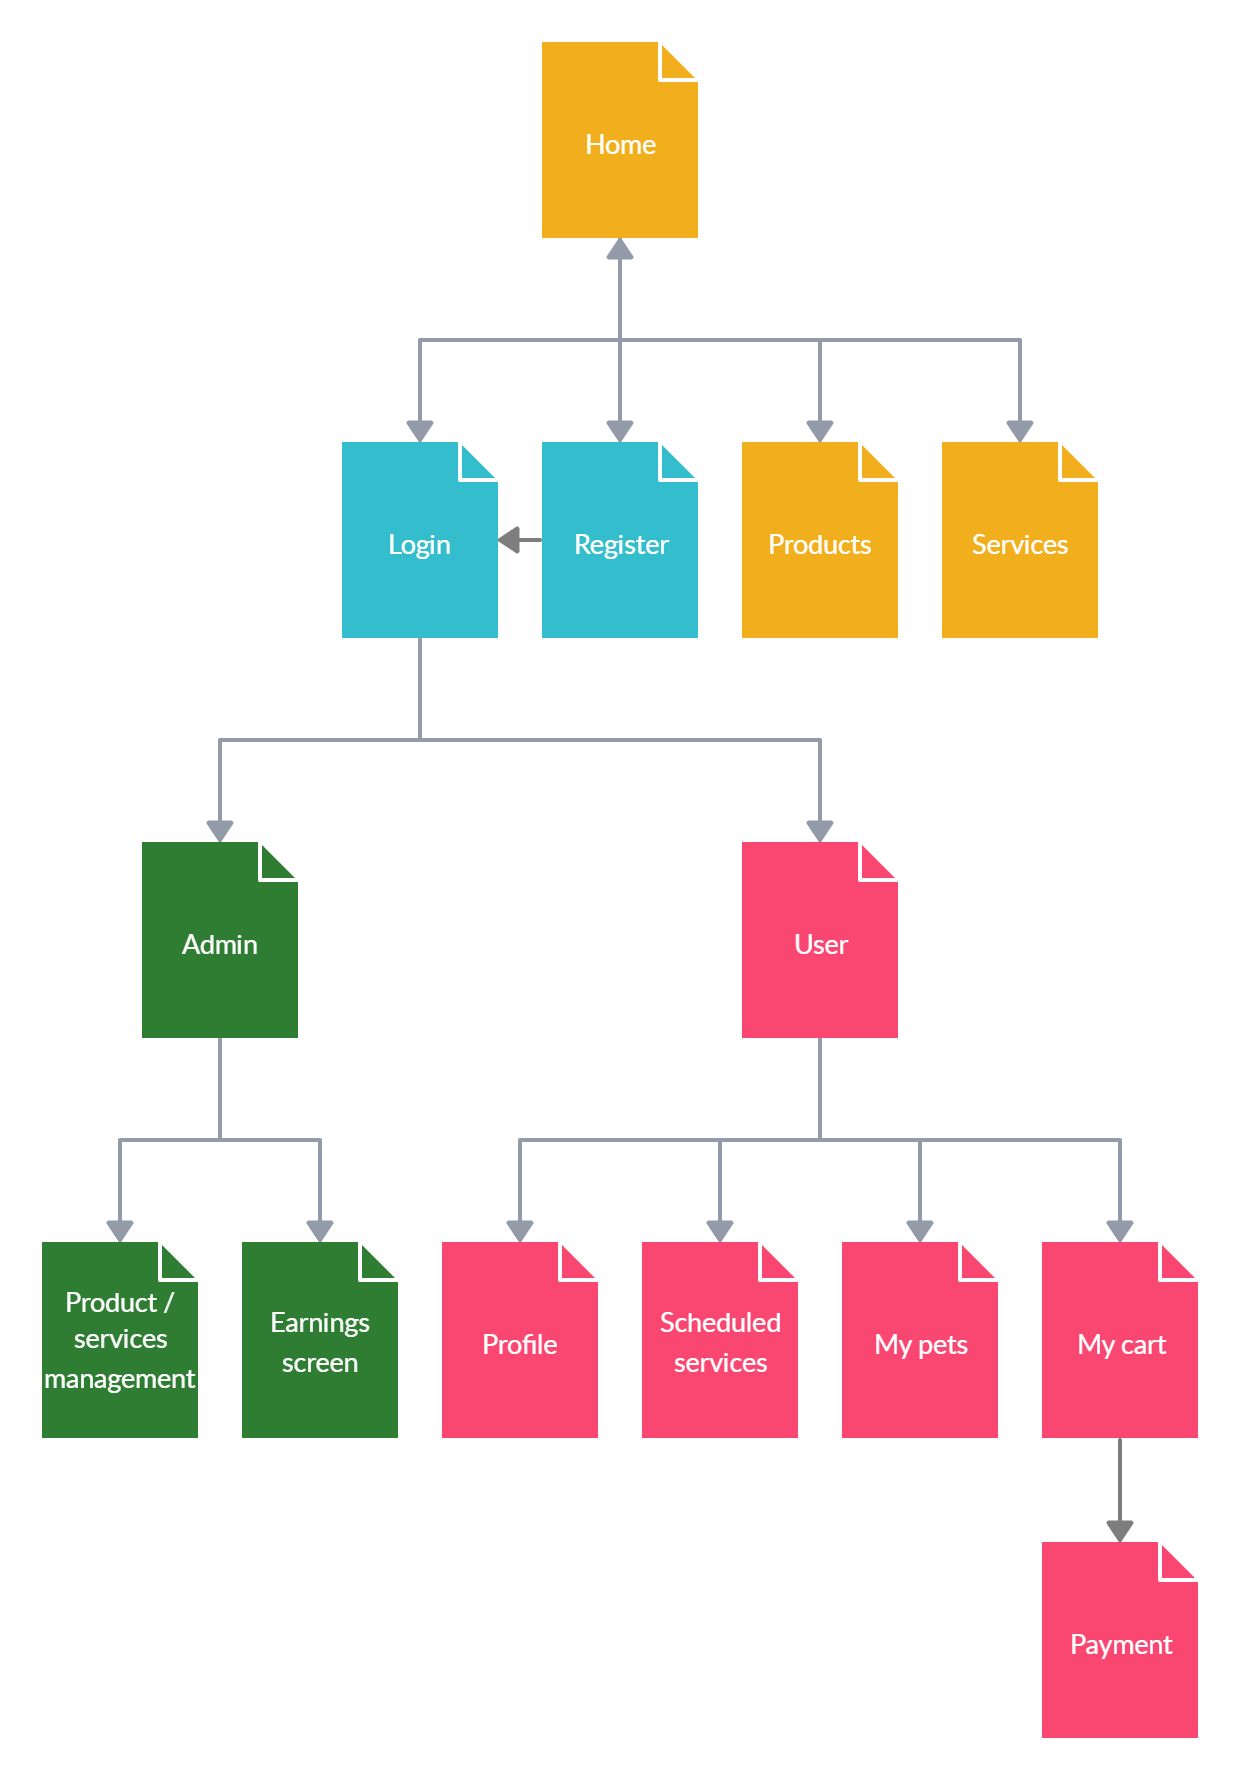 Home
Login
Register
Products
Services
Admin
User
Product /
services
management
Earnings
screen
Profile
Scheduled
services
My pets
My cart
Payment